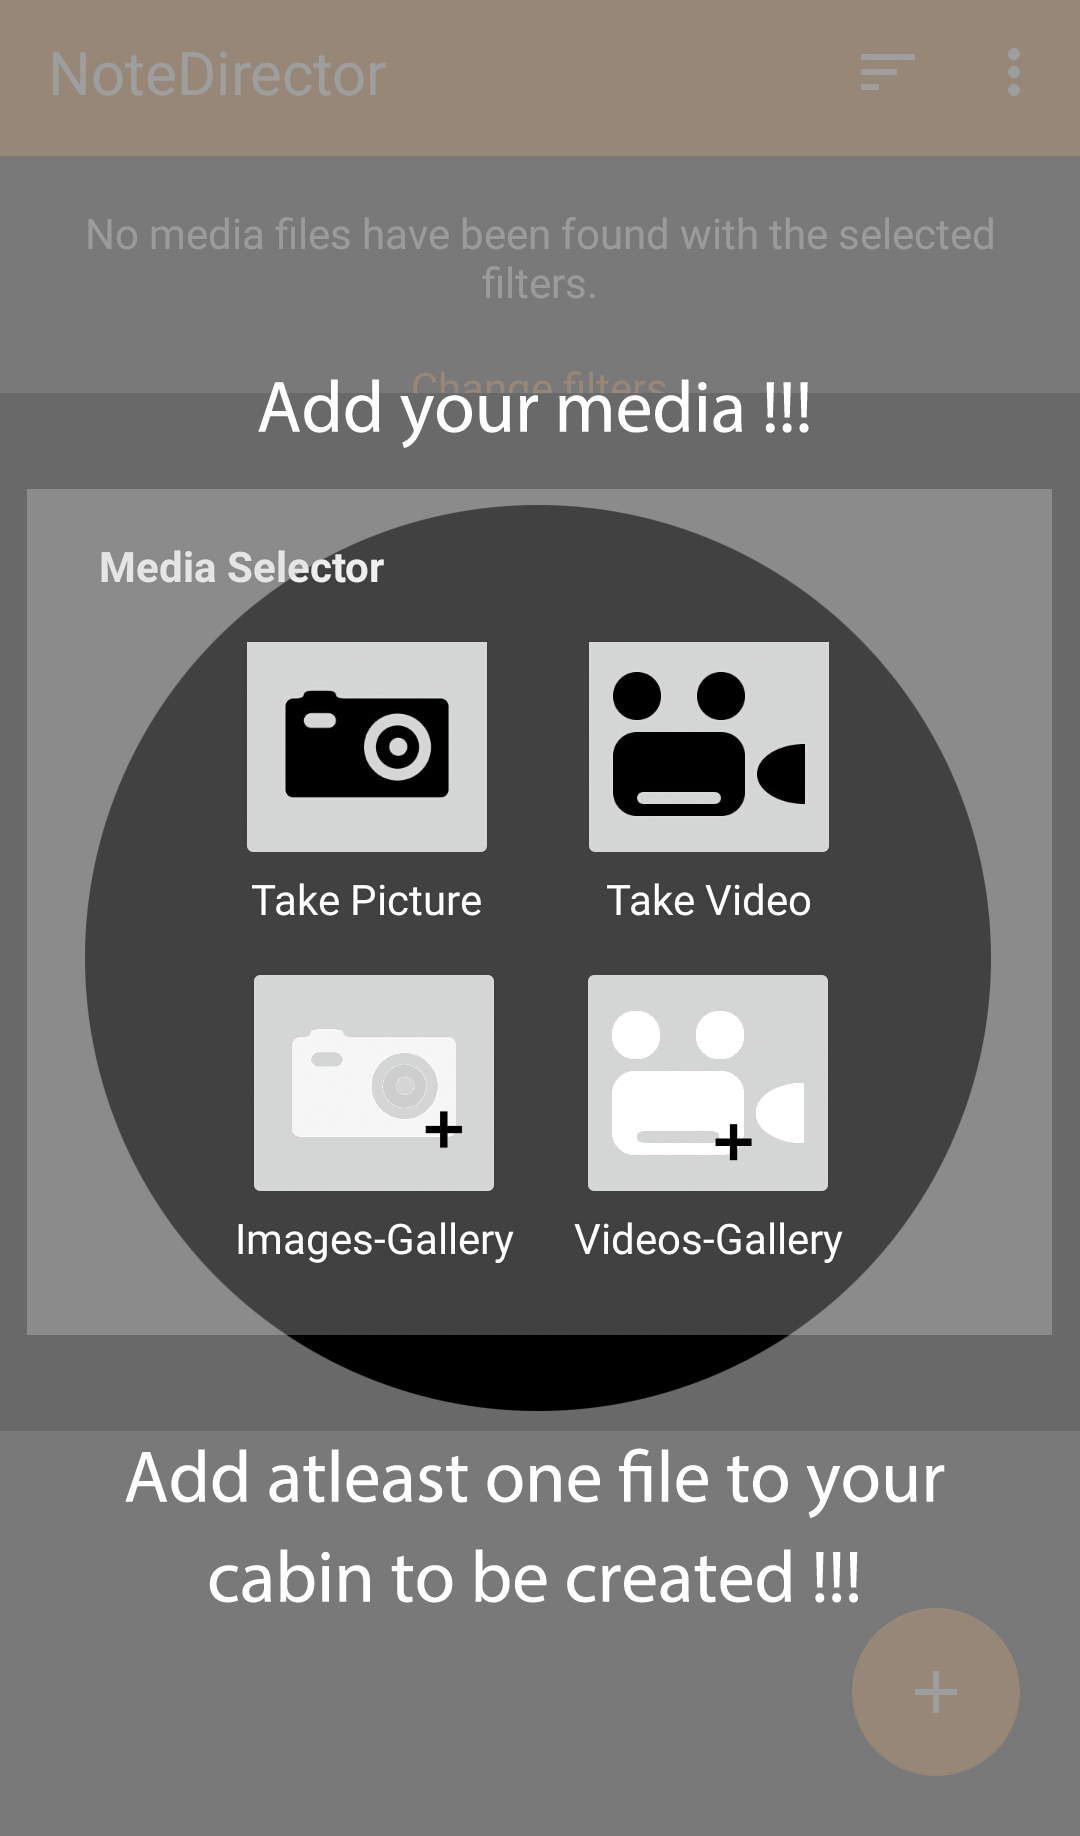 NoteDirector
No media files have been found with the selected
filters.
Change filters
Add your media !!!
Media Selector
Take Picture
Take Video
Images-Gallery
Videos-Gallery
Add atleast one file to your
cabin to be created !!!